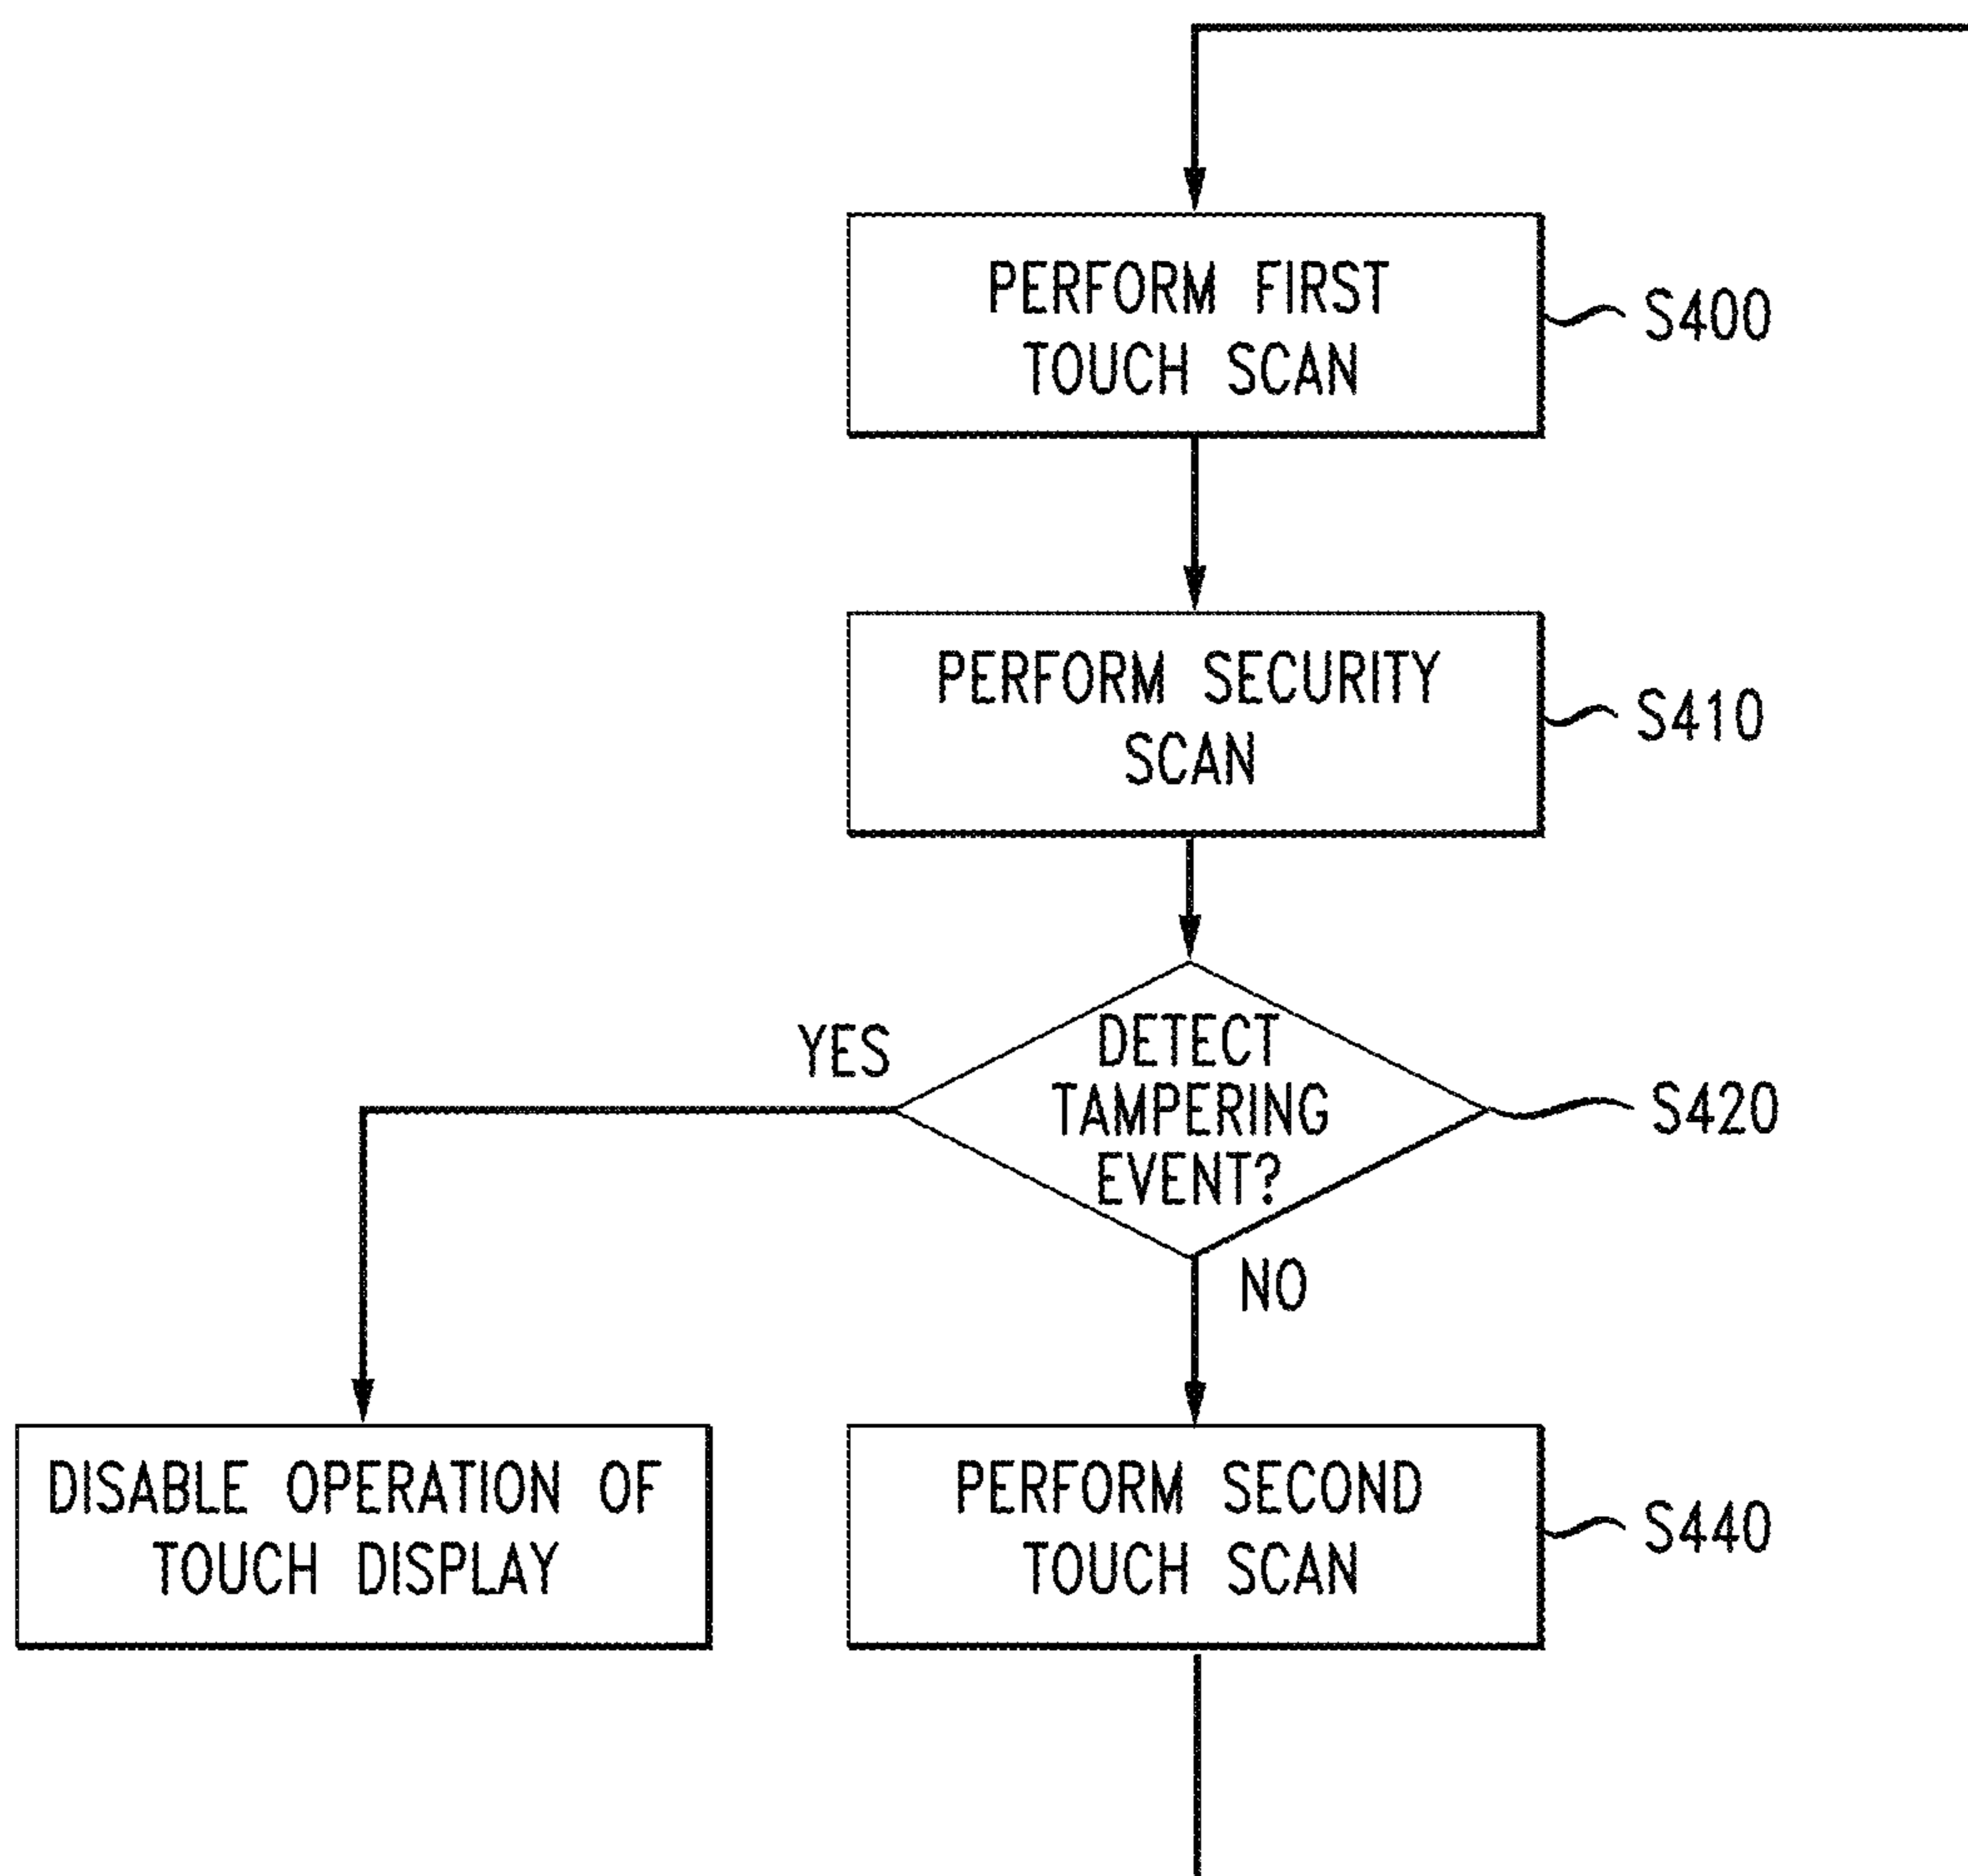 PERFORM FIRST
TOUCH SCAN
S400
PERFORM SECURITY
SCAN
S410
YES
DETECT
TAMPERING
EVENT?
S420
NO
DISABLE OPERATION OF
TOUCH DISPLAY
PERFORM SECOND
TOUCH SCAN
S440